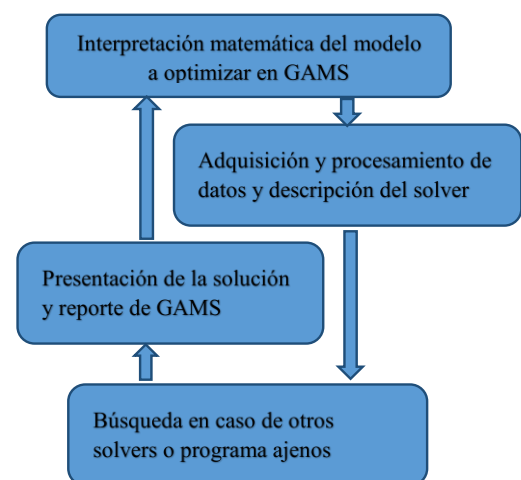 Interpretación matemática del modelo
a optimizar en GAMS
Adquisición y procesamiento de
datos y descripción del solver
Presentación de la solución
y reporte de GAMS
Búsqueda en caso de otros
solvers o programa ajenos